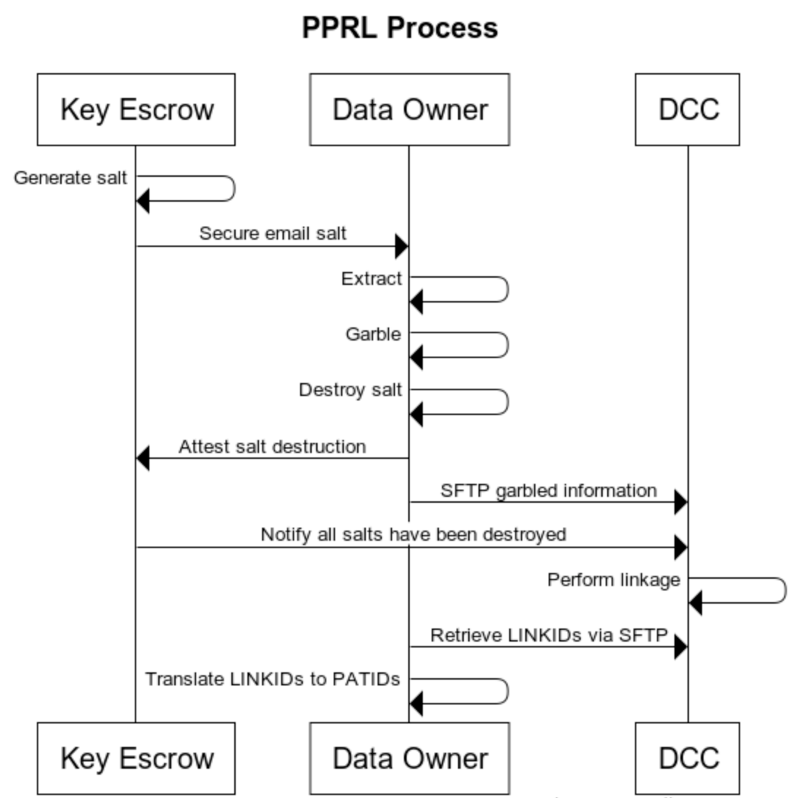 PPRL Process
Key Escrow
Data Owner
DCC
Generate salt
Secure email salt
Extract
Garble
Destroy salt
Attest salt destruction
SFTP garbled information
Notify all salts have been destroyed
Perform linkage
Retrieve LINKIDs via SFTP
Translate LINKIDs to PATIDs
Key Escrow
Data Owner
DCC